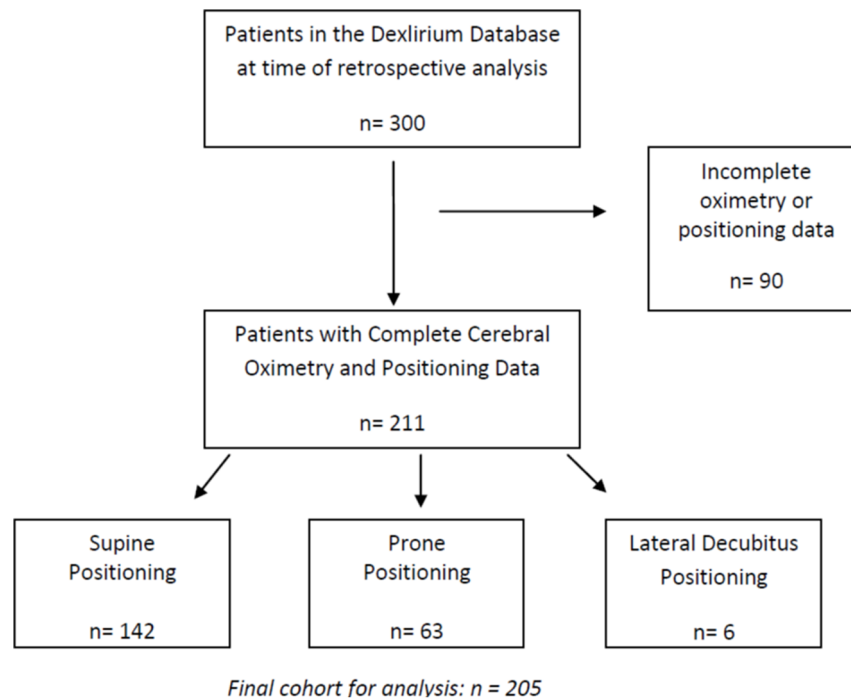 Patients in the Dexlirium Database
at time of retrospective analysis
n= 300
Incomplete
oximetry or
positioning data
n= 90
Patients with Complete Cerebral
Oximetry and Positioning Data
n= 211
Supine
Positioning
n= 142
Prone
Positioning
n= 63
Lateral Decubitus
Positioning
n= 6
Final cohort for analysis: n = 205